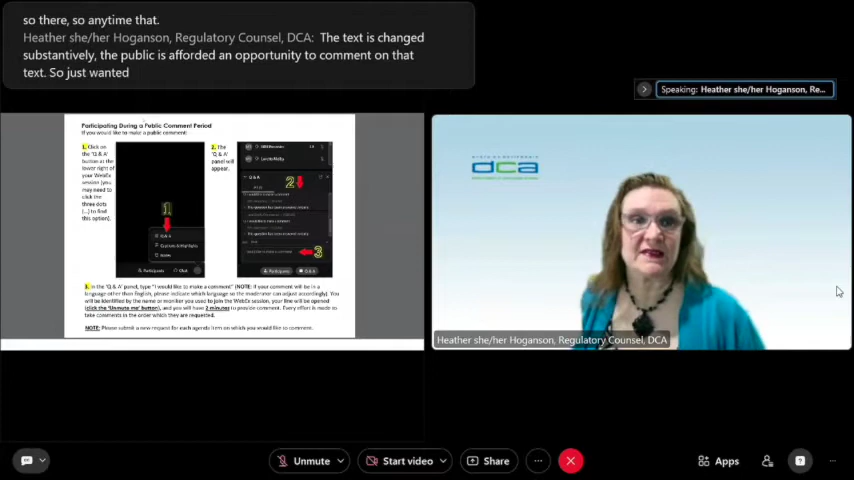 so there, so anytime that.
Heather she/her Hoganson, Regulatory Counsel, DCA: The text is changed
substantively, the public is afforded an opportunity to comment on that
text. So just wanted
Speaking: Heather she/her Hoganson, Re...
Participating During a Public Comment Period
If you would like to make a public comment:
1. Click on
the 'Q & A'
button at the
lower right of
your WebEx
session (you
may need to
click the
three dots
(...) to find
this option).
1
Participants
Chat
2. The
'Q & A'
panel will
appear.
Q & A
2
3
Participants
Q & A
3. In the 'Q & A' panel, type "I would like to make a comment" (NOTE: If your comment will be in a
language other than English, please indicate which language so the moderator can adjust accordingly). You
will be identified by the name or moniker you used to join the WebEx session, your line will be opened
(click the 'Unmute me' button), and you will have 2 minutes to provide comment. Every effort is made to
take comments in the order which they are requested.
NOTE: Please submit a new request for each agenda item on which you would like to comment.
dca
Heather she/her Hoganson, Regulatory Counsel, DCA
Unmute
Start video
Share
Apps